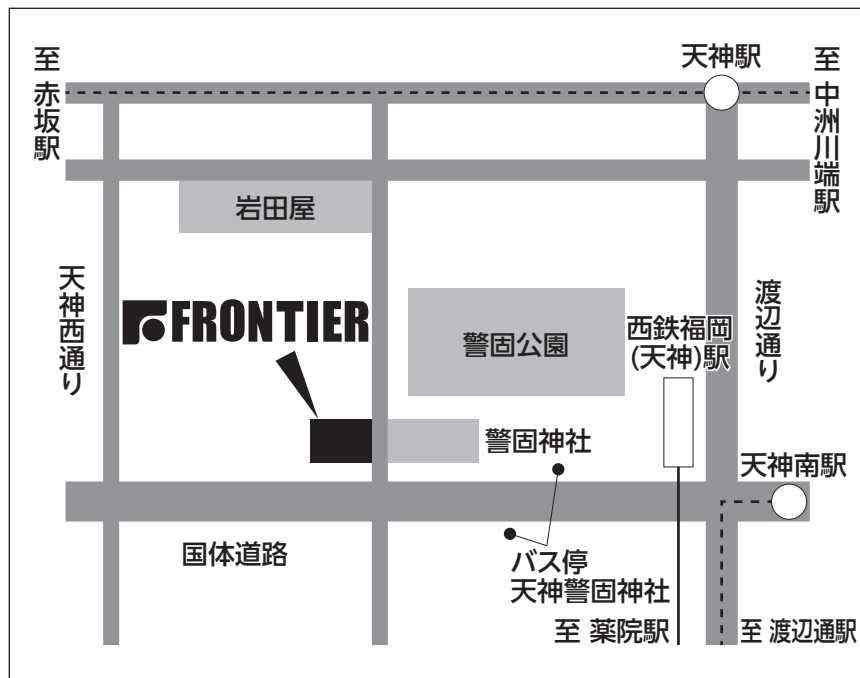 天神駅
至 赤坂駅
至 中洲川端駅
岩田屋
天神西通り
FRONTIER
警固公園
西鉄福岡
(天神)駅
渡辺通り
警固神社
天神南駅
国体道路
バス停
天神警固神社
至 薬院駅
至 渡辺通駅